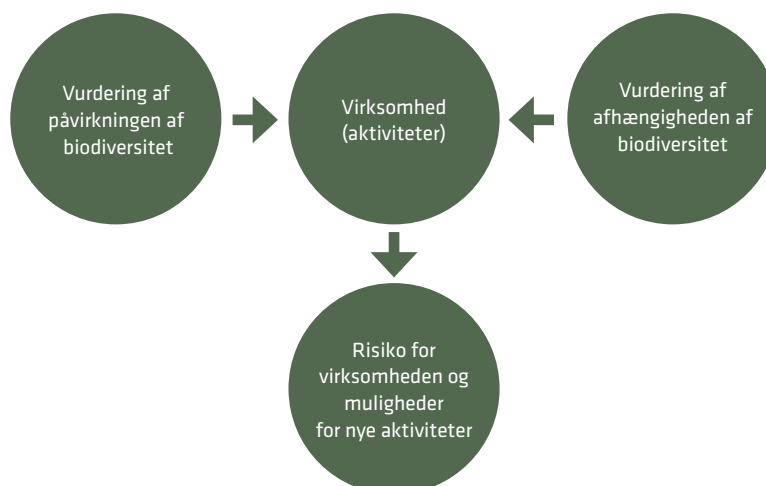 Vurdering af
påvirkningen af
biodiversitet
Virksomhed
(aktiviteter)
Vurdering af
afhængigheden af
biodiversitet
Risiko for
virksomheden og
muligheder
for nye aktiviteter